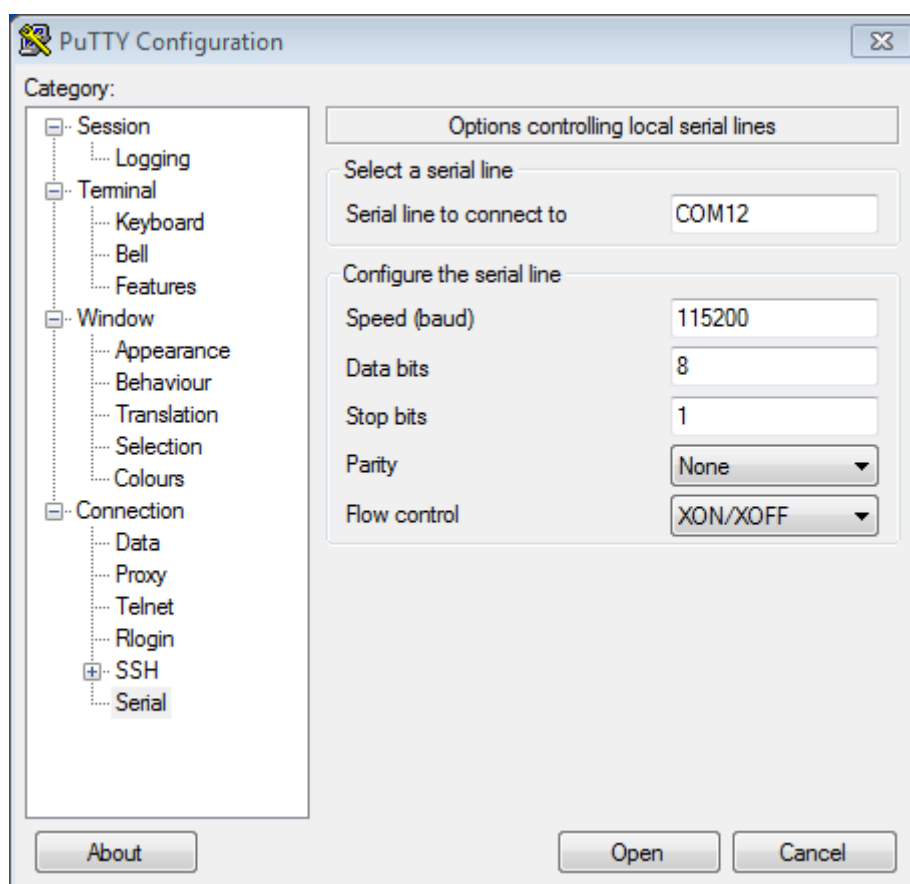 PuTTY Configuration
Category:
Session
Logging
Terminal
Keyboard
Bell
Features
Window
Appearance
Behaviour
Translation
Selection
Colours
Connection
Data
Proxy
Telnet
Rlogin
SSH
Serial
Options controlling local serial lines
Select a serial line
Serial line to connect to COM12
Configure the serial line
Speed (baud) 115200
Data bits 8
Stop bits 1
Parity None
Flow control XON/XOFF
About Open Cancel